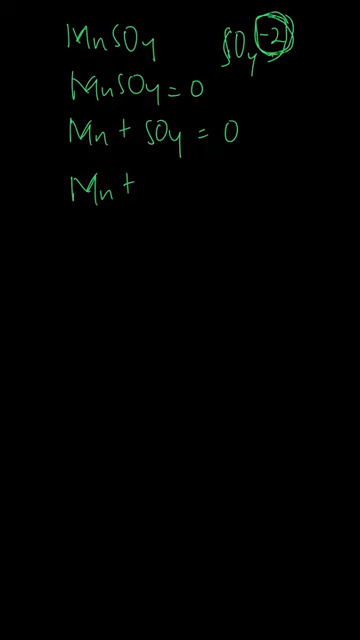 MnSO4 SO4 -2
MnSO4 = 0
Mn + SO4 = 0
Mn +